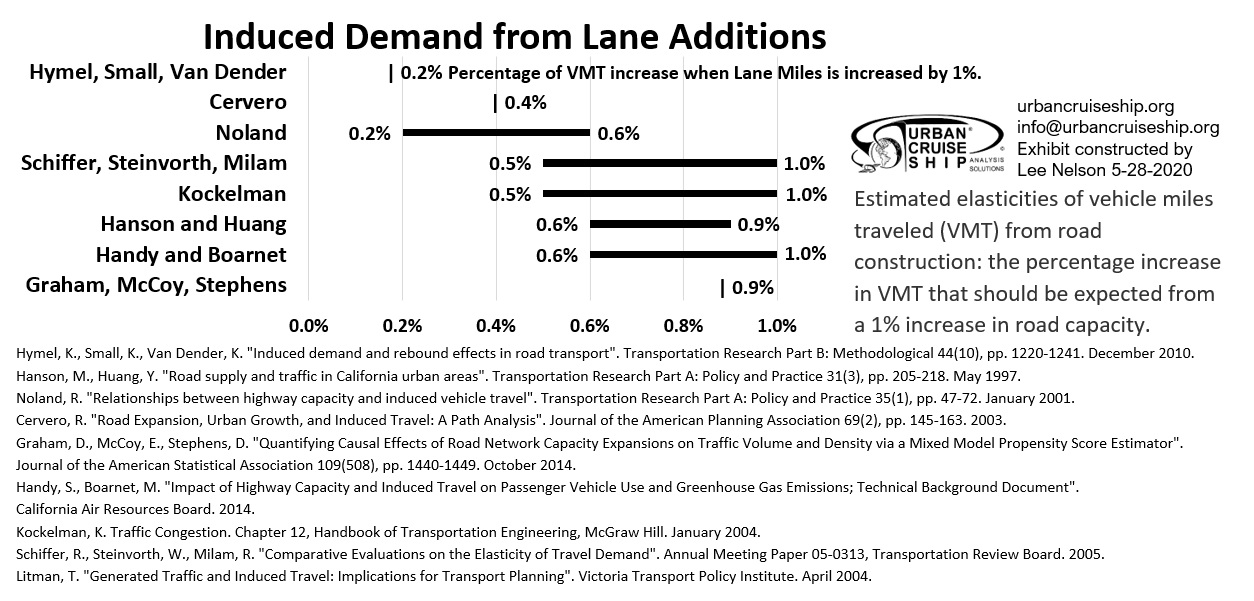 Induced Demand from Lane Additions
Hymel, Small, Van Dender
| 0.2% Percentage of VMT increase when Lane Miles is increased by 1%.
Cervero
| 0.4%
Noland
0.2%
0.6%
Schiffer, Steinvorth, Milam
0.5%
1.0%
Kockelman
0.5%
1.0%
Hanson and Huang
0.6%
0.9%
Handy and Boarnet
0.6%
1.0%
Graham, McCoy, Stephens
| 0.9%
0.0% 0.2% 0.4% 0.6% 0.8% 1.0%
URBAN
CRUISE
SHIP
ANALYSIS
SOLUTIONS
urbancruiseship.org
info@urbancruiseship.org
Exhibit constructed by
Lee Nelson 5-28-2020
Estimated elasticities of vehicle miles
traveled (VMT) from road
construction: the percentage increase
in VMT that should be expected from
a 1% increase in road capacity.
Hymel, K., Small, K., Van Dender, K. "Induced demand and rebound effects in road transport". Transportation Research Part B: Methodological 44(10), pp. 1220-1241. December 2010.
Hanson, M., Huang, Y. "Road supply and traffic in California urban areas". Transportation Research Part A: Policy and Practice 31(3), pp. 205-218. May 1997.
Noland, R. "Relationships between highway capacity and induced vehicle travel". Transportation Research Part A: Policy and Practice 35(1), pp. 47-72. January 2001.
Cervero, R. "Road Expansion, Urban Growth, and Induced Travel: A Path Analysis". Journal of the American Planning Association 69(2), pp. 145-163. 2003.
Graham, D., McCoy, E., Stephens, D. "Quantifying Causal Effects of Road Network Capacity Expansions on Traffic Volume and Density via a Mixed Model Propensity Score Estimator".
Journal of the American Statistical Association 109(508), pp. 1440-1449. October 2014.
Handy, S., Boarnet, M. "Impact of Highway Capacity and Induced Travel on Passenger Vehicle Use and Greenhouse Gas Emissions; Technical Background Document".
California Air Resources Board. 2014.
Kockelman, K. Traffic Congestion. Chapter 12, Handbook of Transportation Engineering, McGraw Hill. January 2004.
Schiffer, R., Steinvorth, W., Milam, R. "Comparative Evaluations on the Elasticity of Travel Demand". Annual Meeting Paper 05-0313, Transportation Review Board. 2005.
Litman, T. "Generated Traffic and Induced Travel: Implications for Transport Planning". Victoria Transport Policy Institute. April 2004.